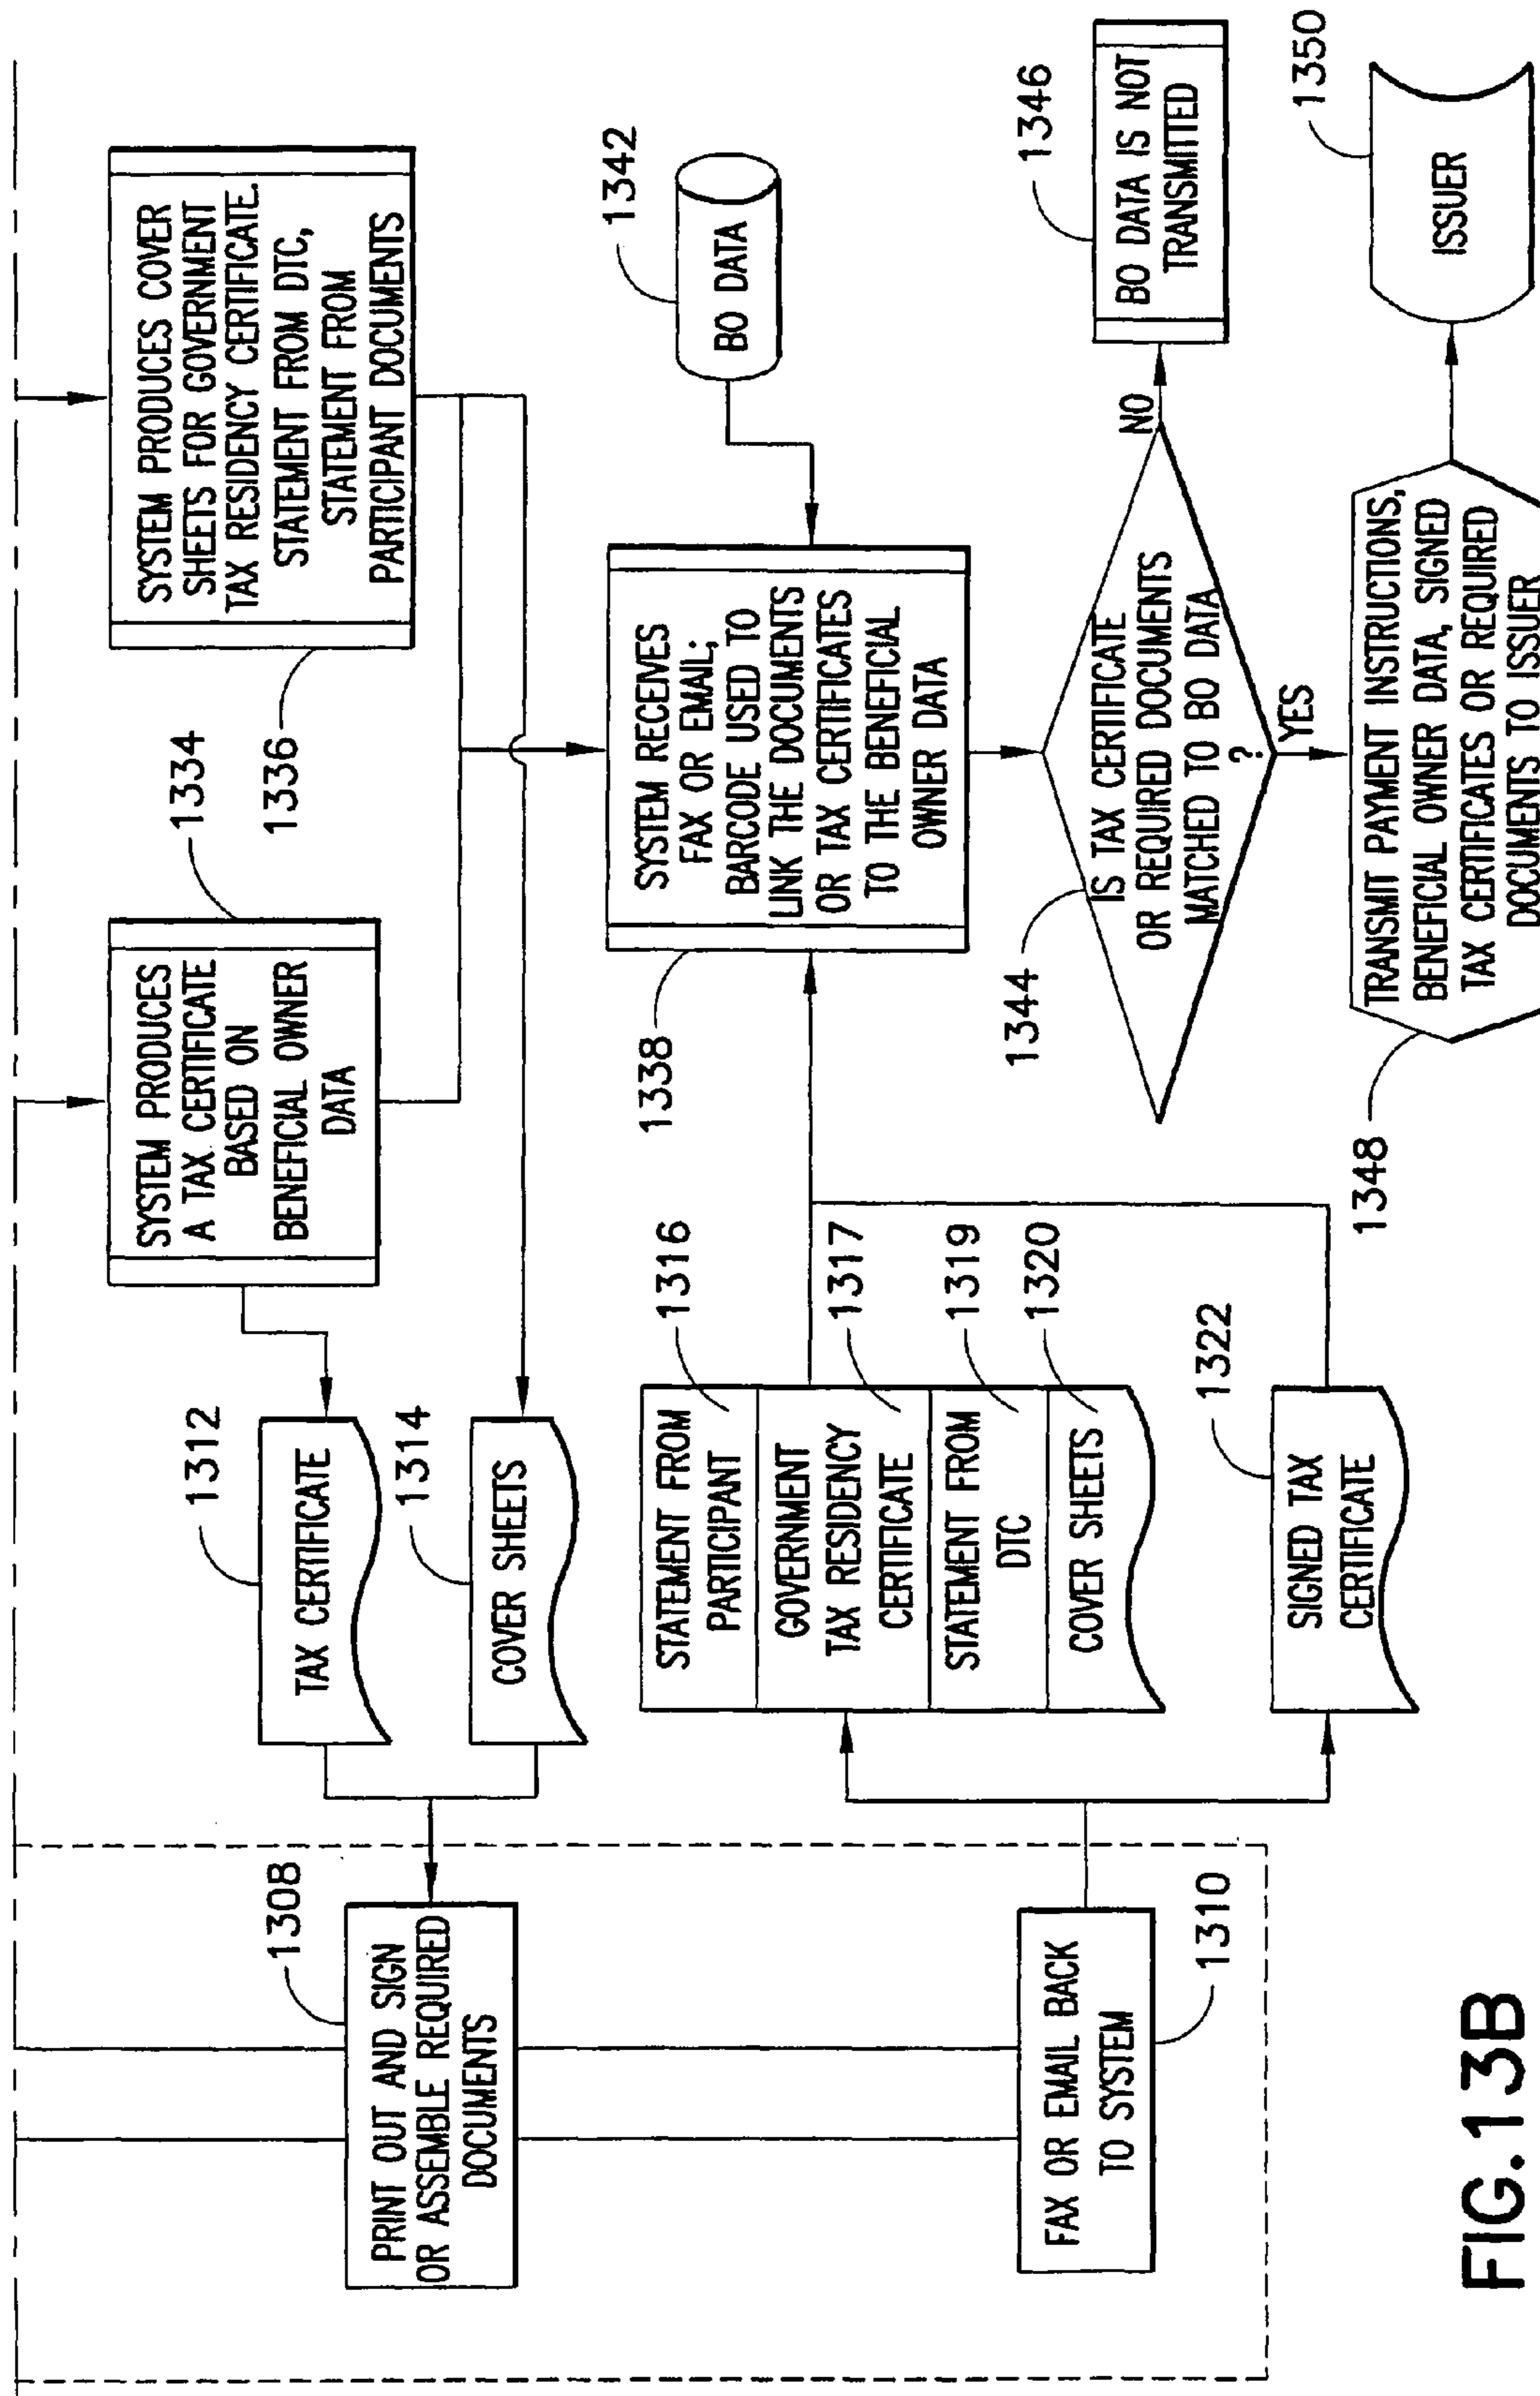 1308
PRINT OUT AND SIGN
OR ASSEMBLE REQUIRED
DOCUMENTS
FAX OR EMAIL BACK
TO SYSTEM
1310
1312
TAX CERTIFICATE
1314
COVER SHEETS
STATEMENT FROM
PARTICIPANT
1316
GOVERNMENT
TAX RESIDENCY
CERTIFICATE
1317
STATEMENT FROM
DTC
1319
COVER SHEETS
1320
1322
SIGNED TAX
CERTIFICATE
SYSTEM PRODUCES
A TAX CERTIFICATE
BASED ON
BENEFICIAL OWNER
DATA
1334
SYSTEM PRODUCES COVER
SHEETS FOR GOVERNMENT
TAX RESIDENCY CERTIFICATE.
STATEMENT FROM DTC,
STATEMENT FROM
PARTICIPANT DOCUMENTS
1336
1338
SYSTEM RECEIVES
FAX OR EMAIL;
BARCODE USED TO
LINK THE DOCUMENTS
OR TAX CERTIFICATES
TO THE BENEFICIAL
OWNER DATA
1342
BO DATA
1344
IS TAX CERTIFICATE
OR REQUIRED DOCUMENTS
MATCHED TO BO DATA
?
NO
YES
1346
BO DATA IS NOT
TRANSMITTED
1348
TRANSMIT PAYMENT INSTRUCTIONS,
BENEFICIAL OWNER DATA, SIGNED
TAX CERTIFICATES OR REQUIRED
DOCUMENTS TO ISSUER
1350
ISSUER
FIG.13B